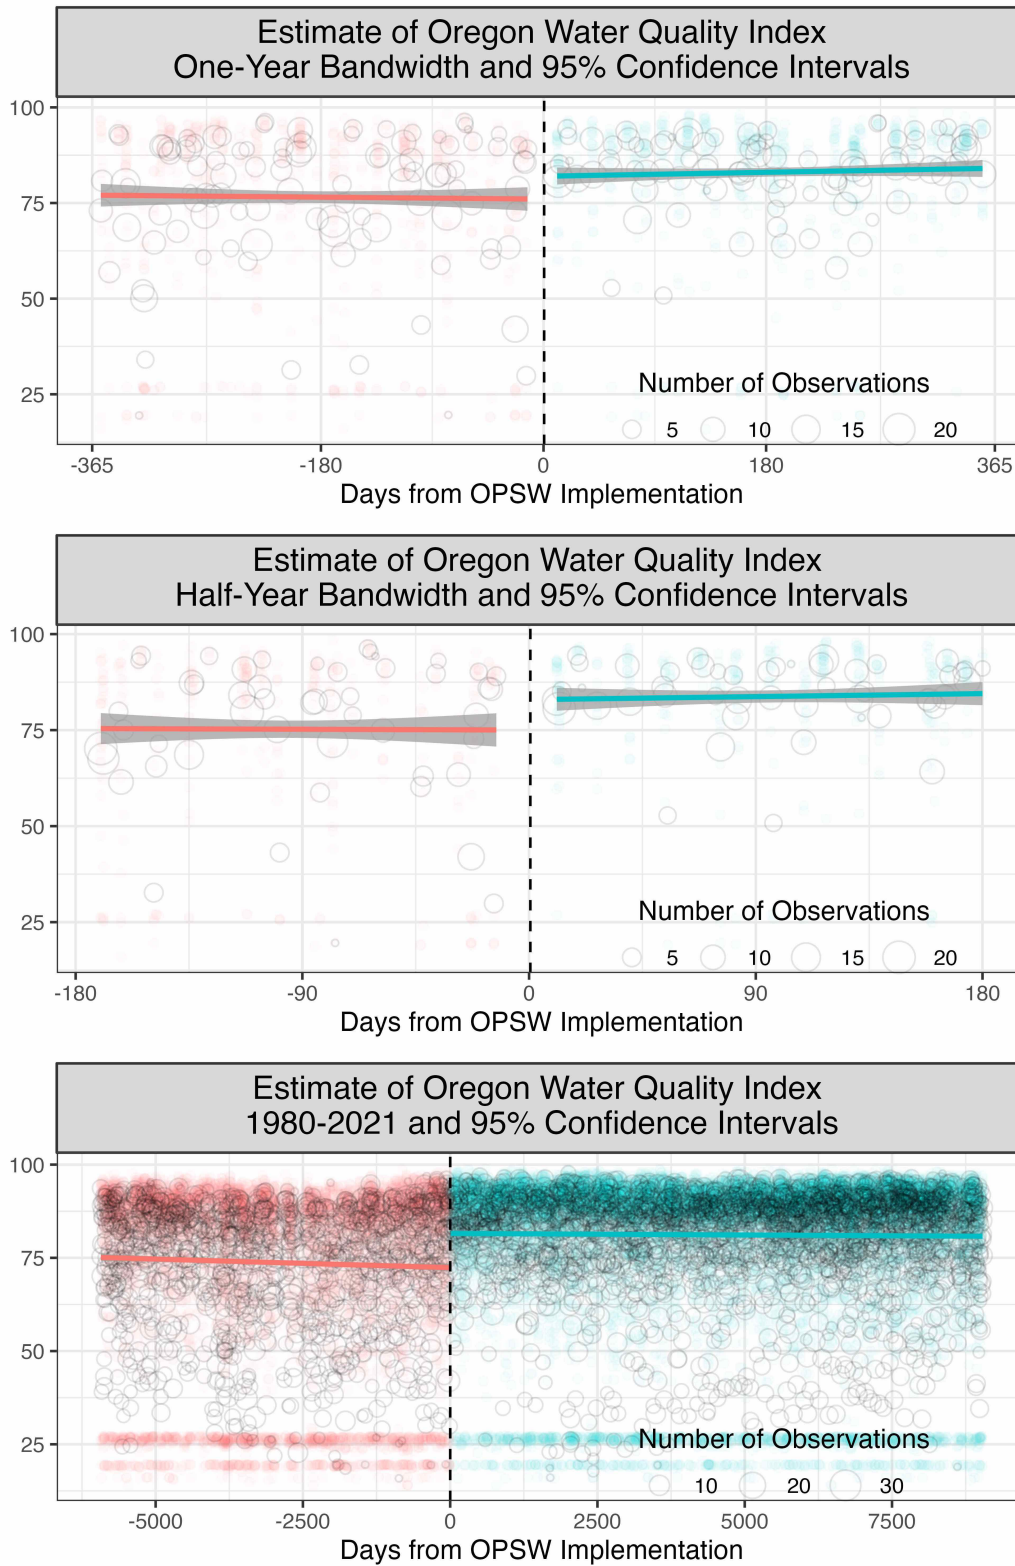 Estimate of Oregon Water Quality Index
One-Year Bandwidth and 95% Confidence Intervals
100
75
50
25
Number of Observations
5 10 15 20
-365 -180 0 180 365
Days from OPSW Implementation
Estimate of Oregon Water Quality Index
Half-Year Bandwidth and 95% Confidence Intervals
100
75
50
25
Number of Observations
5 10 15 20
-180 -90 0 90 180
Days from OPSW Implementation
Estimate of Oregon Water Quality Index
1980-2021 and 95% Confidence Intervals
100
75
50
25
Number of Observations
10 20 30
-5000 -2500 0 2500 5000 7500
Days from OPSW Implementation